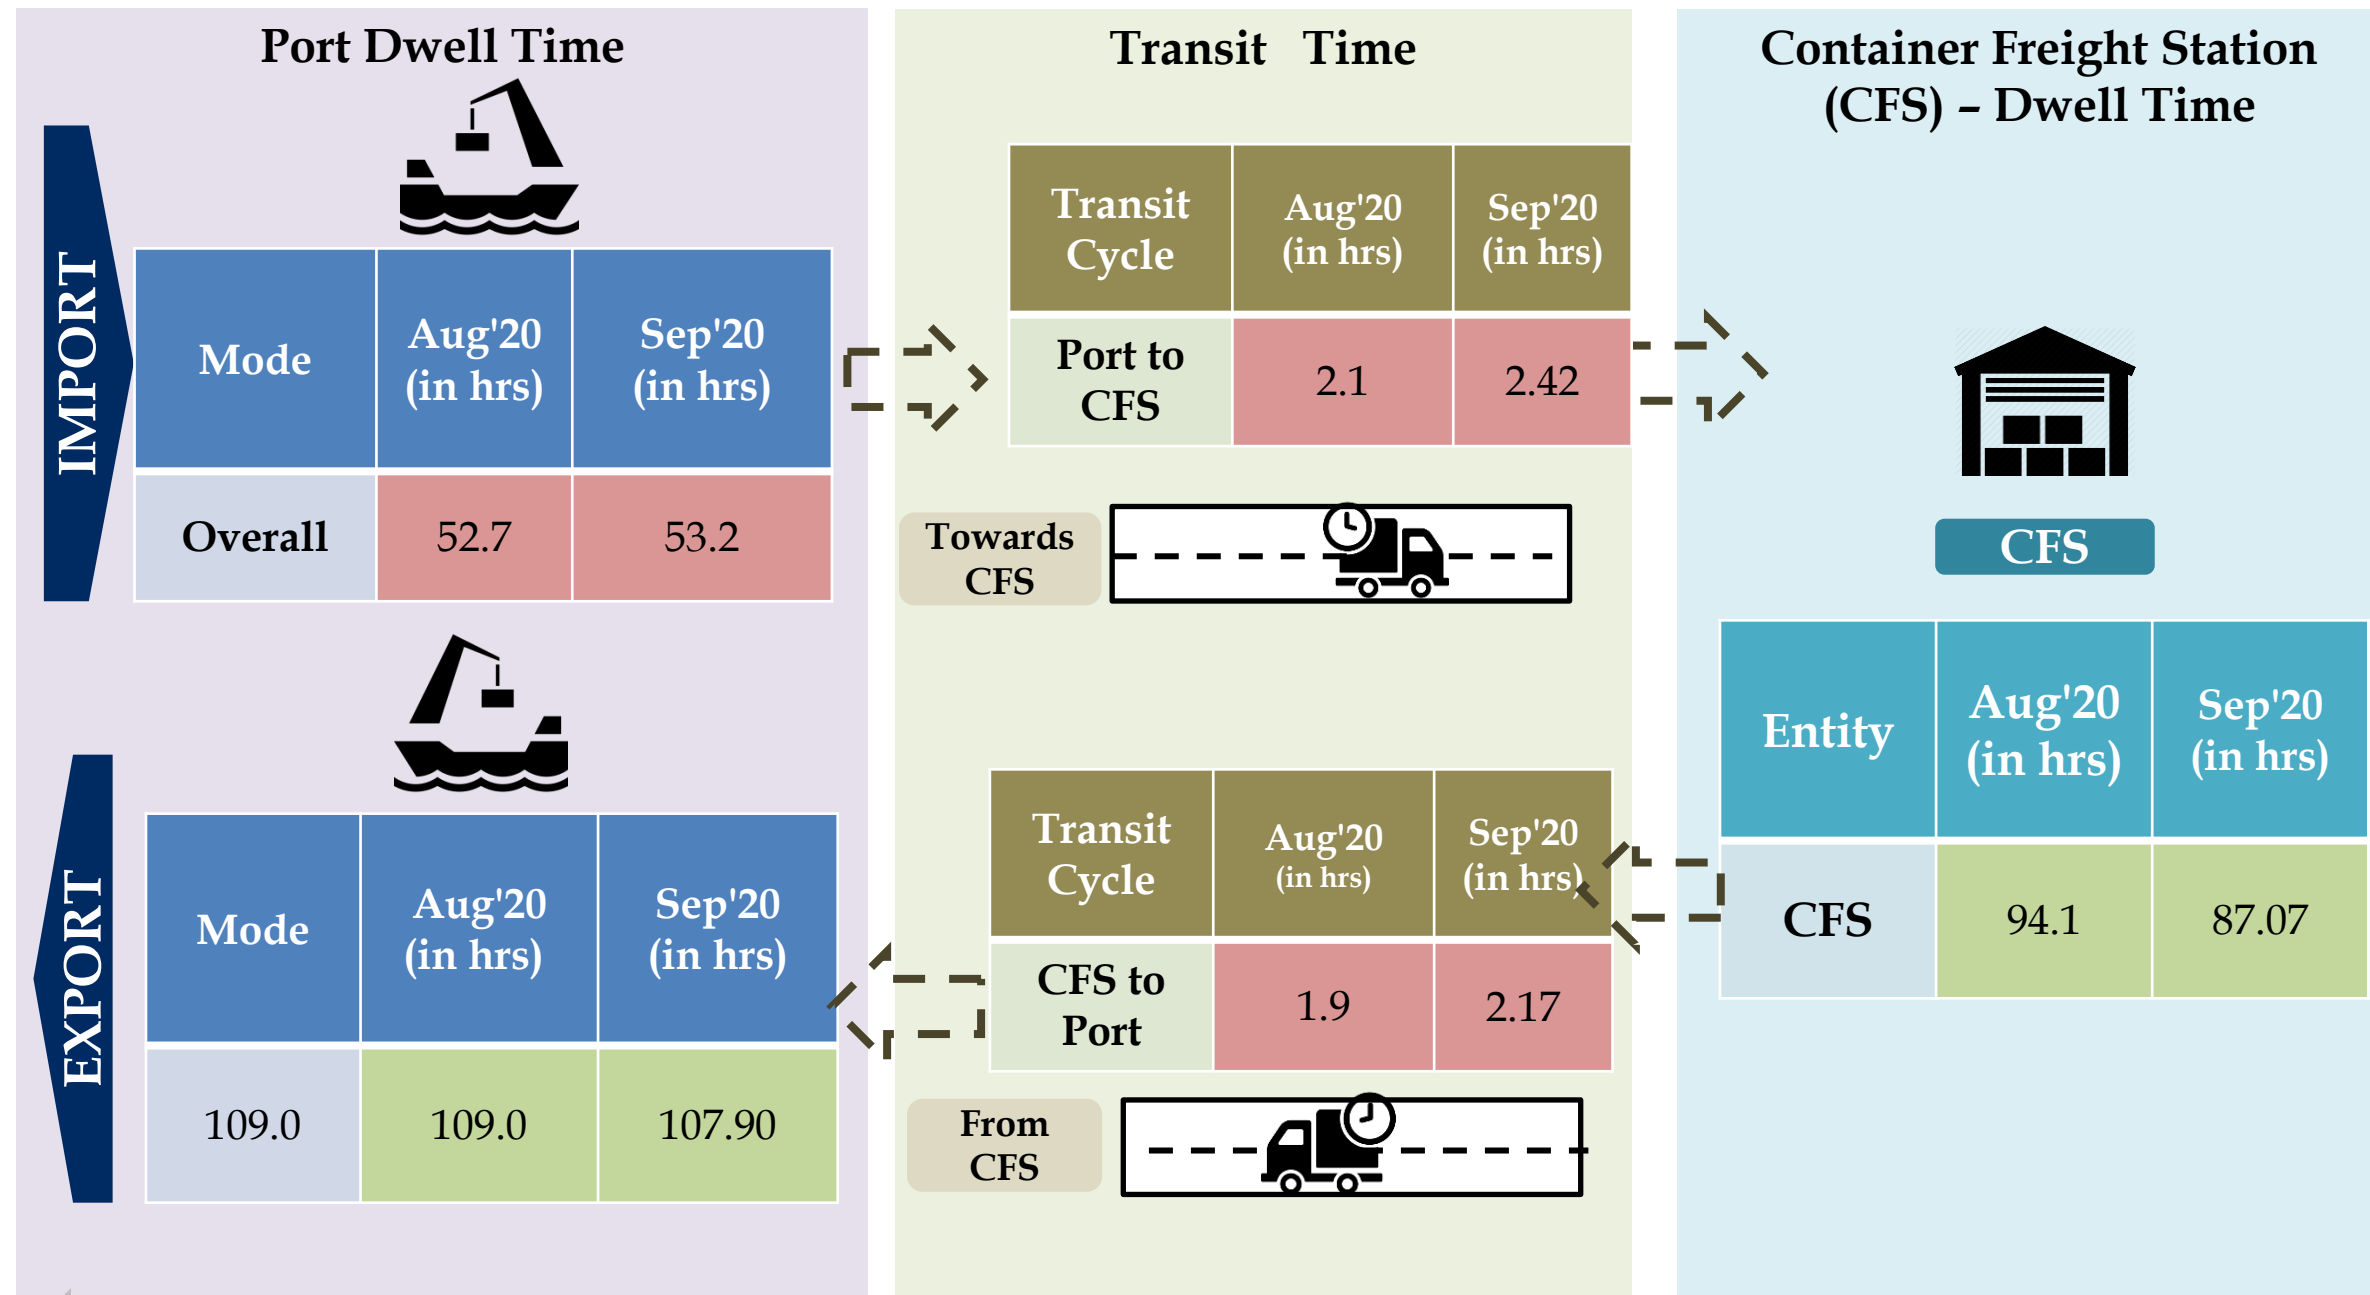 Port Dwell Time
IMPORT
Mode
Aug'20
(in hrs)
Sep'20
(in hrs)
Overall
52.7
53.2
EXPORT
Mode
Aug'20
(in hrs)
Sep'20
(in hrs)
109.0
109.0
107.90
Transit Time
Transit
Cycle
Aug'20
(in hrs)
Sep'20
(in hrs)
Port to
CFS
2.1
2.42
Towards
CFS
Transit
Cycle
Aug'20
(in hrs)
Sep'20
(in hrs)
CFS to
Port
1.9
2.17
From
CFS
Container Freight Station
(CFS) – Dwell Time
CFS
Entity
Aug'20
(in hrs)
Sep'20
(in hrs)
CFS
94.1
87.07